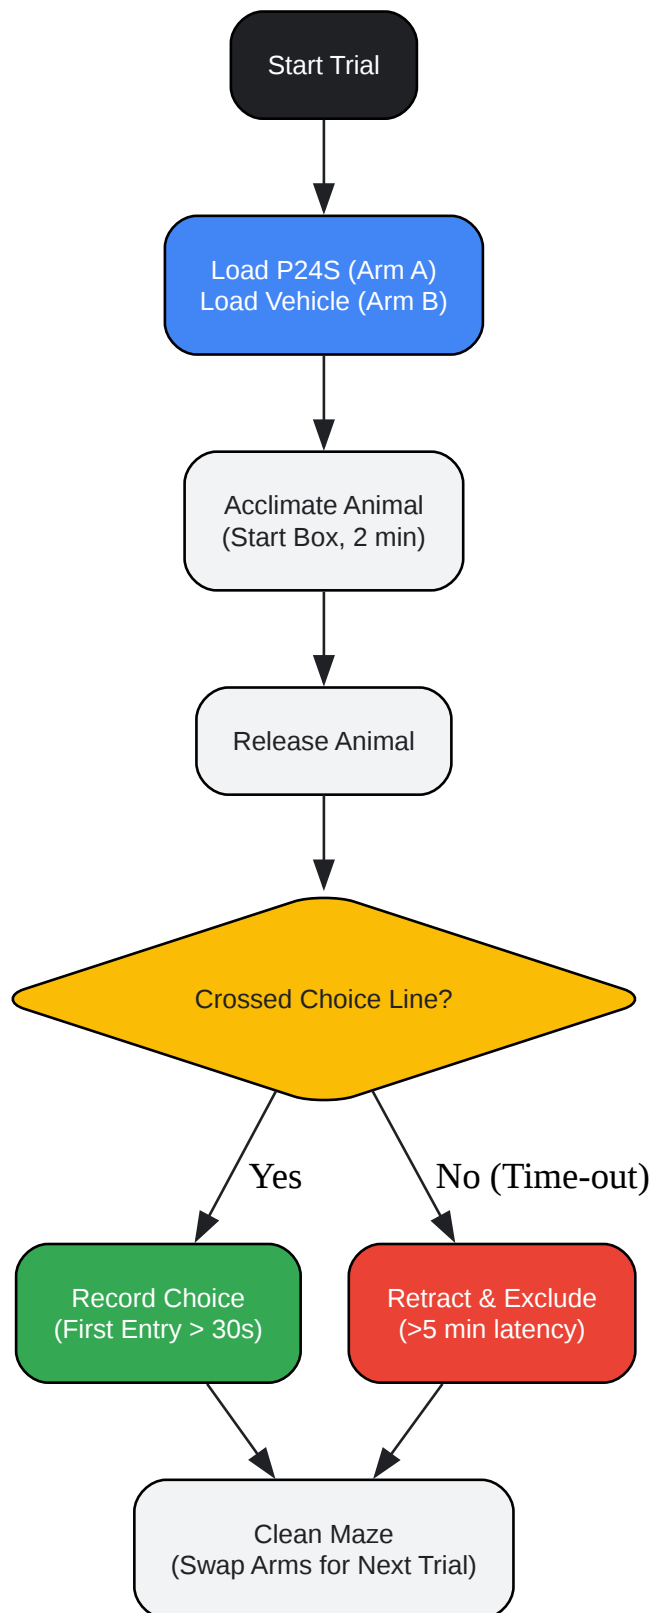 Start Trial
Load P24S (Arm A)
Load Vehicle (Arm B)
Acclimate Animal
(Start Box, 2 min)
Release Animal
Crossed Choice Line?
Yes
No (Time-out)
Record Choice
(First Entry > 30s)
Retract & Exclude
(>5 min latency)
Clean Maze
(Swap Arms for Next Trial)